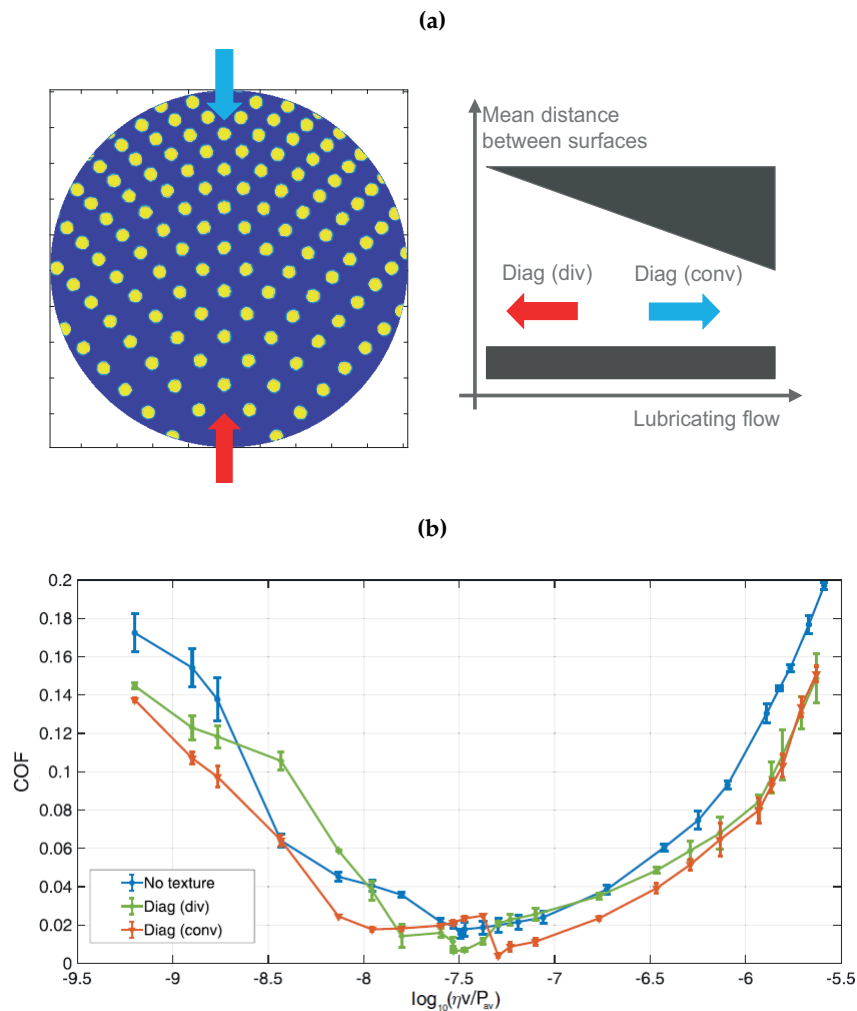 (a)
Mean distance
between surfaces
Diag (div)
Diag (conv)
Lubricating flow
(b)
0.2
0.18
0.16
0.14
0.12
0.1
0.08
0.06
0.04
0.02
0
COF
No texture
Diag (div)
Diag (conv)
-9.5
-9
-8.5
-8
-7.5
-7
-6.5
-6
-5.5
log₁₀(ηv/Pₐᵥ)